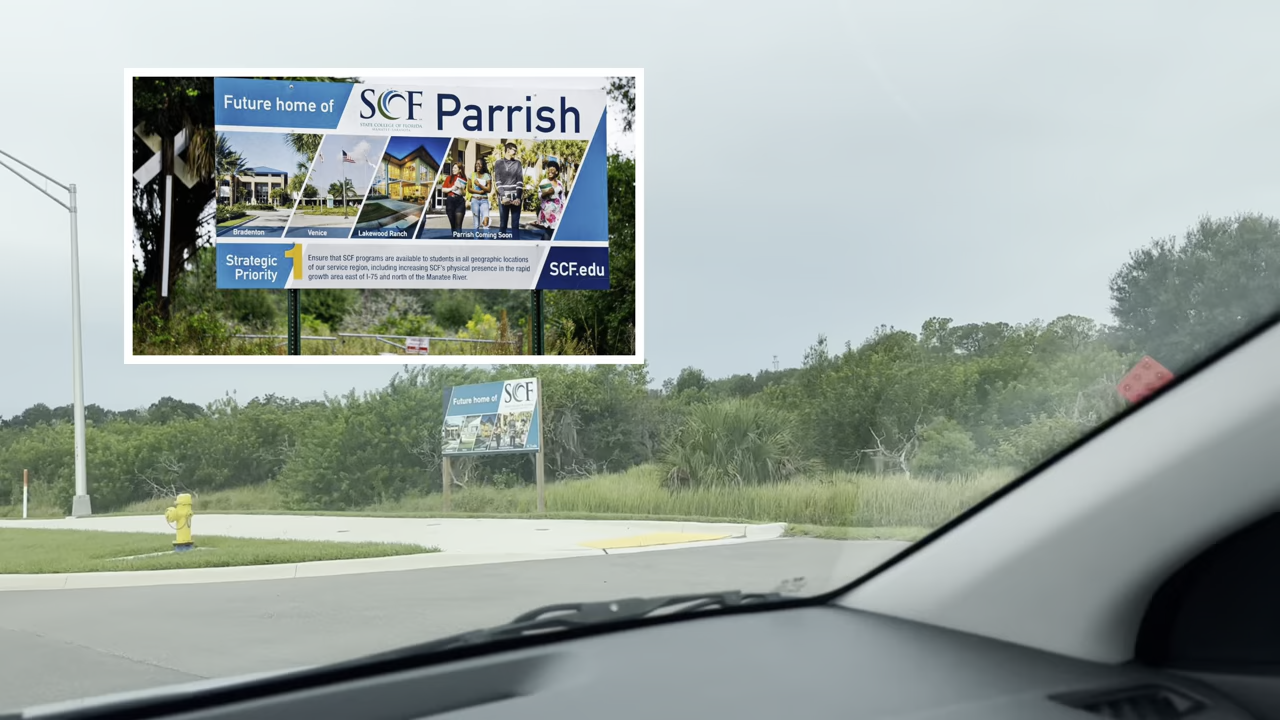 Future home of
SCF
STATE COLLEGE OF FLORIDA
Parrish
Bradenton
Venice
Lakewood Ranch
Parrish Coming Soon
Strategic
Priority
1
Ensure that SCF programs are available to students in all geographic locations
of our service region, including increasing SCF's physical presence in the rapid
growth area east of I-75 and north of the Manatee River.
SCF.edu
Future home of
SCF